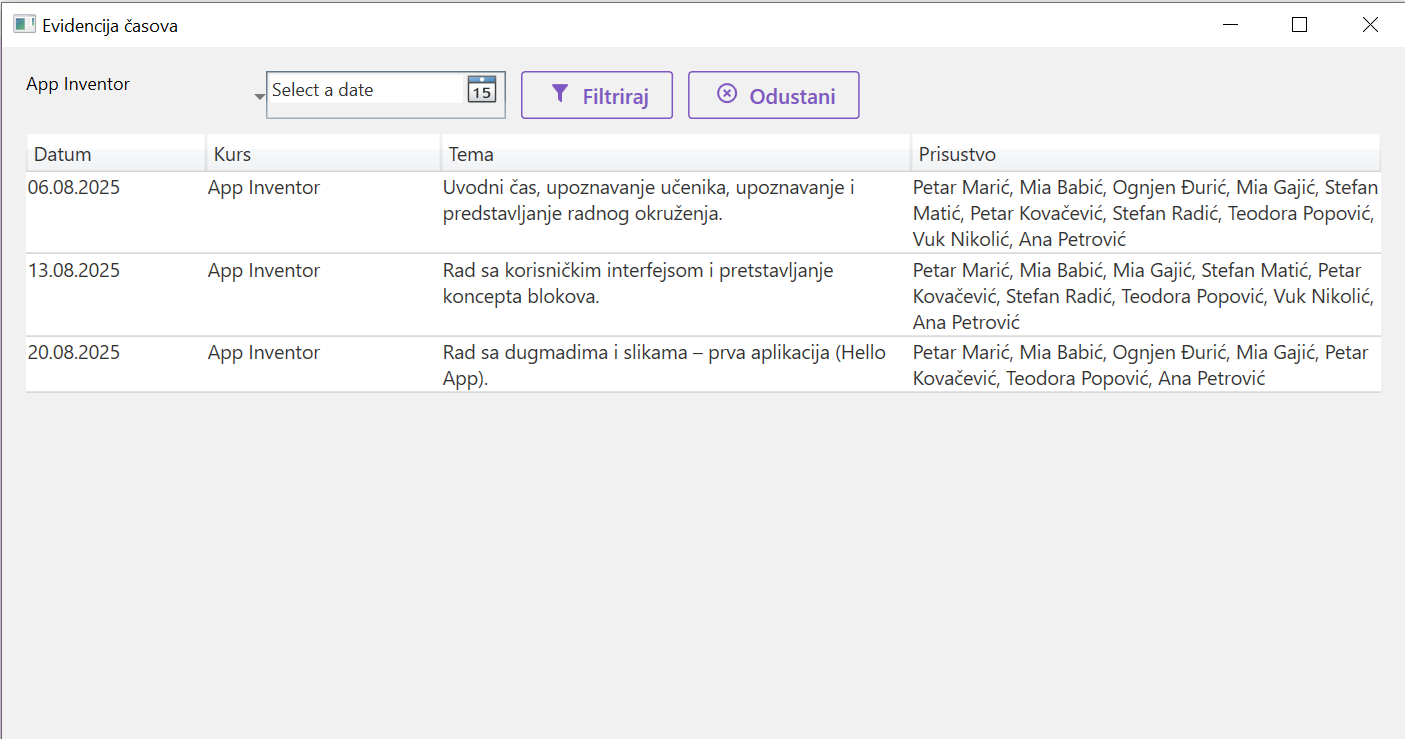 Evidencija časova
App Inventor
Select a date
15
Filtriraj
Odustani
Datum
Kurs
Tema
Prisustvo
06.08.2025
App Inventor
Uvodni čas, upoznavanje učenika, upoznavanje i
predstavljanje radnog okruženja.
Petar Marić, Mia Babić, Ognjen Đurić, Mia Gajić, Stefan
Matić, Petar Kovačević, Stefan Radić, Teodora Popović,
Vuk Nikolić, Ana Petrović
13.08.2025
App Inventor
Rad sa korisničkim interfejsom i pretstavljanje
koncepta blokova.
Petar Marić, Mia Babić, Mia Gajić, Stefan Matić, Petar
Kovačević, Stefan Radić, Teodora Popović, Vuk Nikolić,
Ana Petrović
20.08.2025
App Inventor
Rad sa dugmadima i slikama – prva aplikacija (Hello
App).
Petar Marić, Mia Babić, Ognjen Đurić, Mia Gajić, Petar
Kovačević, Teodora Popović, Ana Petrović